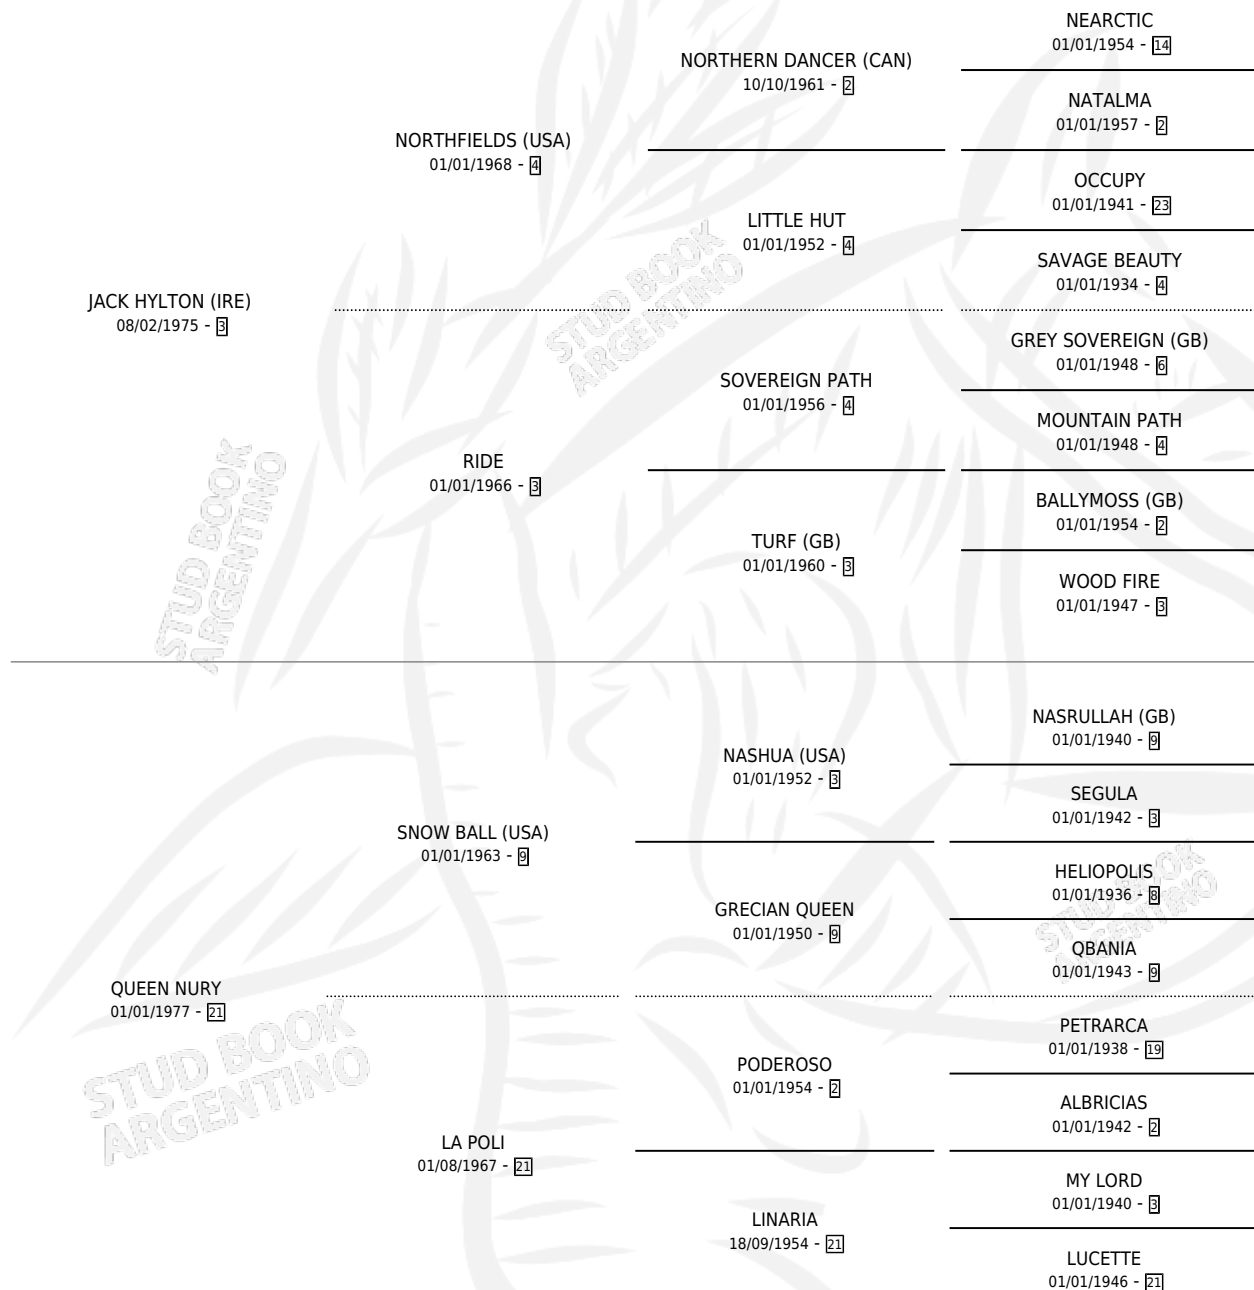 NEARCTIC
01/01/1954 - 14
NORTHERN DANCER (CAN)
10/10/1961 - 2
NATALMA
01/01/1957 - 2
NORTHFIELDS (USA)
01/01/1968 - 4
OCCUPY
01/01/1941 - 23
LITTLE HUT
01/01/1952 - 4
SAVAGE BEAUTY
01/01/1934 - 4
JACK HYLTON (IRE)
08/02/1975 - 3
GREY SOVEREIGN (GB)
01/01/1948 - 6
SOVEREIGN PATH
01/01/1956 - 4
MOUNTAIN PATH
01/01/1948 - 4
RIDE
01/01/1966 - 3
BALLYMOSS (GB)
01/01/1954 - 2
TURF (GB)
01/01/1960 - 3
WOOD FIRE
01/01/1947 - 3
NASRULLAH (GB)
01/01/1940 - 9
NASHUA (USA)
01/01/1952 - 3
SEGULA
01/01/1942 - 3
SNOW BALL (USA)
01/01/1963 - 9
HELIOPOLIS
01/01/1936 - 8
GRECIAN QUEEN
01/01/1950 - 9
QBANIA
01/01/1943 - 9
QUEEN NURY
01/01/1977 - 21
PETRARCA
01/01/1938 - 19
PODEROSO
01/01/1954 - 2
ALBRICIAS
01/01/1942 - 2
LA POLI
01/08/1967 - 21
MY LORD
01/01/1940 - 3
LINARIA
18/09/1954 - 21
LUCETTE
01/01/1946 - 21
STUD BOOK
ARGENTINO
STUD BOOK
ARGENTINO
STUD BOOK
ARGENTINO
STUD BOOK
ARGENTINO